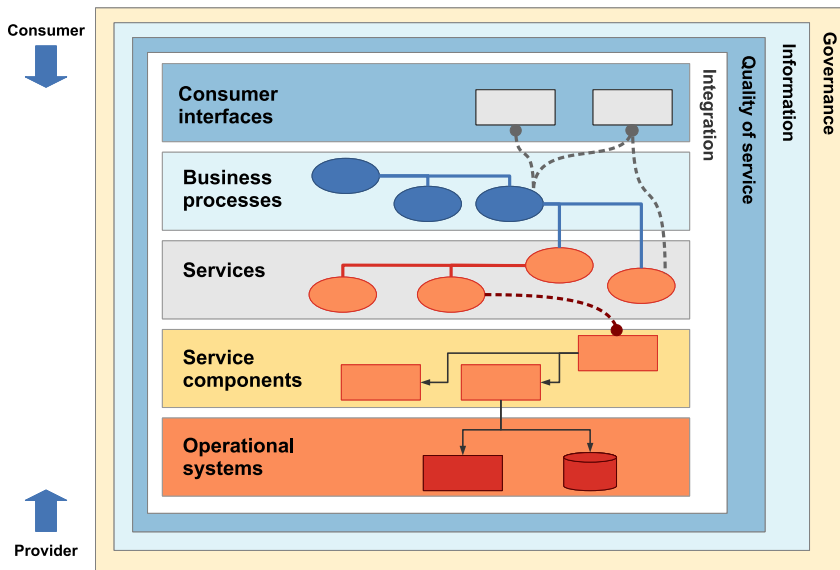 Consumer
Consumer
interfaces
Business
processes
Services
Service
components
Operational
systems
Integration
Quality of service
Information
Governance
Provider